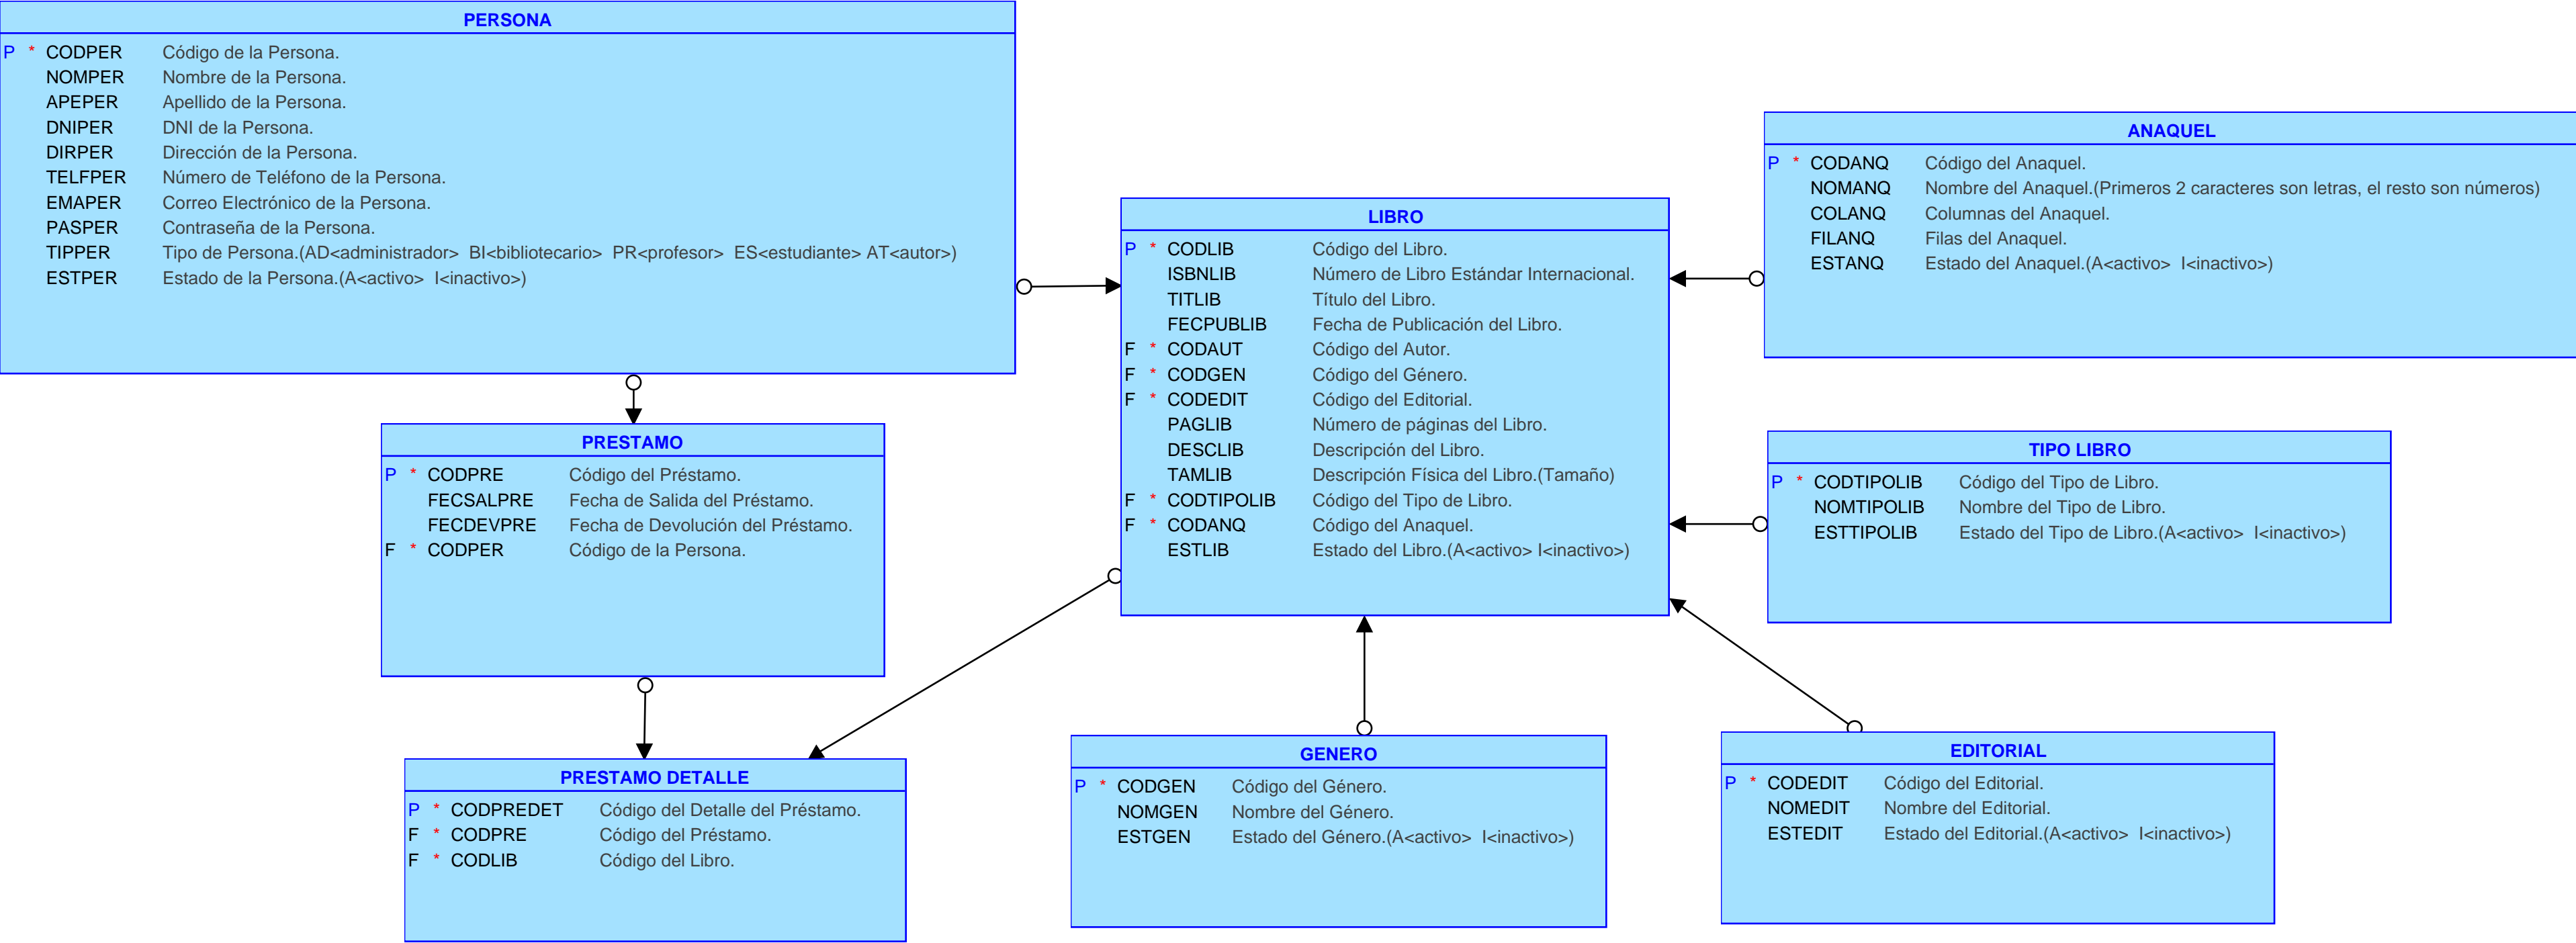 PERSONA
P * CODPER Código de la Persona.
NOMPER Nombre de la Persona.
APEPER Apellido de la Persona.
DNIPER DNI de la Persona.
DIRPER Dirección de la Persona.
TELFPER Número de Teléfono de la Persona.
EMAPER Correo Electrónico de la Persona.
PASPER Contraseña de la Persona.
TIPPER Tipo de Persona.(AD<administrador> BI<bibliotecario> PR<profesor> ES<estudiante> AT<autor>)
ESTPER Estado de la Persona.(A<activo> I<inactivo>)
ANAQUEL
P * CODANQ Código del Anaquel.
NOMANQ Nombre del Anaquel.(Primeros 2 caracteres son letras, el resto son números)
COLANQ Columnas del Anaquel.
FILANQ Filas del Anaquel.
ESTANQ Estado del Anaquel.(A<activo> I<inactivo>)
LIBRO
P * CODLIB Código del Libro.
ISBNLIB Número de Libro Estándar Internacional.
TITLIB Título del Libro.
FECPUBLIB Fecha de Publicación del Libro.
F * CODAUT Código del Autor.
F * CODGEN Código del Género.
F * CODEDIT Código del Editorial.
PAGLIB Número de páginas del Libro.
DESCLIB Descripción del Libro.
TAMLIB Descripción Física del Libro.(Tamaño)
F * CODTIPOLIB Código del Tipo de Libro.
F * CODANQ Código del Anaquel.
ESTLIB Estado del Libro.(A<activo> I<inactivo>)
PRESTAMO
P * CODPRE Código del Préstamo.
FECSALPRE Fecha de Salida del Préstamo.
FECDEVPRE Fecha de Devolución del Préstamo.
F * CODPER Código de la Persona.
TIPO LIBRO
P * CODTIPOLIB Código del Tipo de Libro.
NOMTIPOLIB Nombre del Tipo de Libro.
ESTTIPOLIB Estado del Tipo de Libro.(A<activo> I<inactivo>)
PRESTAMO DETALLE
P * CODPREDET Código del Detalle del Préstamo.
F * CODPRE Código del Préstamo.
F * CODLIB Código del Libro.
GENERO
P * CODGEN Código del Género.
NOMGEN Nombre del Género.
ESTGEN Estado del Género.(A<activo> I<inactivo>)
EDITORIAL
P * CODEDIT Código del Editorial.
NOMEDIT Nombre del Editorial.
ESTEDIT Estado del Editorial.(A<activo> I<inactivo>)